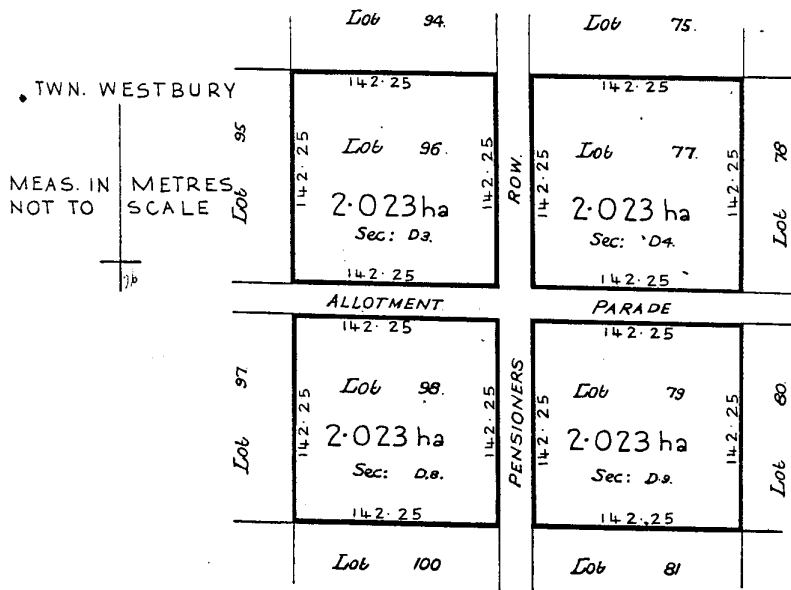 Lot 94.
Lot 75.
TWN. WESTBURY
MEAS. IN METRES
NOT TO SCALE
Lot 95
142.25
142.25
Lot 96.
142.25
2.023 ha
Sec: D3.
142.25
ROW.
142.25
142.25
Lot 77.
142.25
2.023 ha
Sec: D4.
142.25
Lot 78
ALLOTMENT PARADE
Lot 97
142.25
142.25
Lot 98.
142.25
2.023 ha
Sec: D.8.
142.25
PENSIONERS
142.25
142.25
Lot 79
142.25
2.023 ha
Sec: D.9.
142.25
Lot 80.
Lot 100
Lot 81